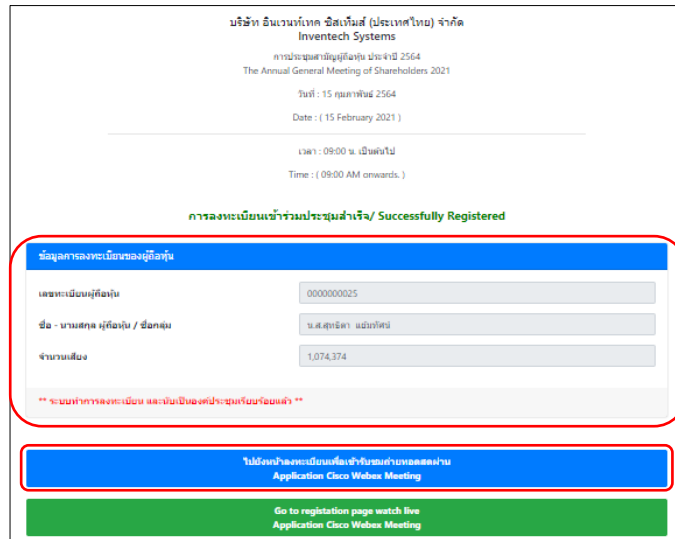 บริษัท อินเวนท์เทค ซิสเท็มส์ (ประเทศไทย) จำกัด
Inventech Systems
การประชุมสามัญผู้ถือหุ้น ประจำปี 2564
The Annual General Meeting of Shareholders 2021
วันที่ : 15 กุมภาพันธ์ 2564
Date : ( 15 February 2021 )
เวลา : 09:00 น. เป็นต้นไป
Time : ( 09:00 AM onwards. )
การลงทะเบียนเข้าร่วมประชุมสำเร็จ/ Successfully Registered
ข้อมูลการลงทะเบียนของผู้ถือหุ้น
เลขทะเบียนผู้ถือหุ้น 0000000025
ชื่อ - นามสกุล ผู้ถือหุ้น / ชื่อกลุ่ม น.ส.สุทธิดา แย้มทัศน์
จำนวนเสียง 1,074,374
** ระบบทำการลงทะเบียน และนับเป็นองค์ประชุมเรียบร้อยแล้ว **
ไปยังหน้าลงทะเบียนเพื่อเข้ารับชมถ่ายทอดสดผ่าน
Application Cisco Webex Meeting
Go to registation page watch live
Application Cisco Webex Meeting